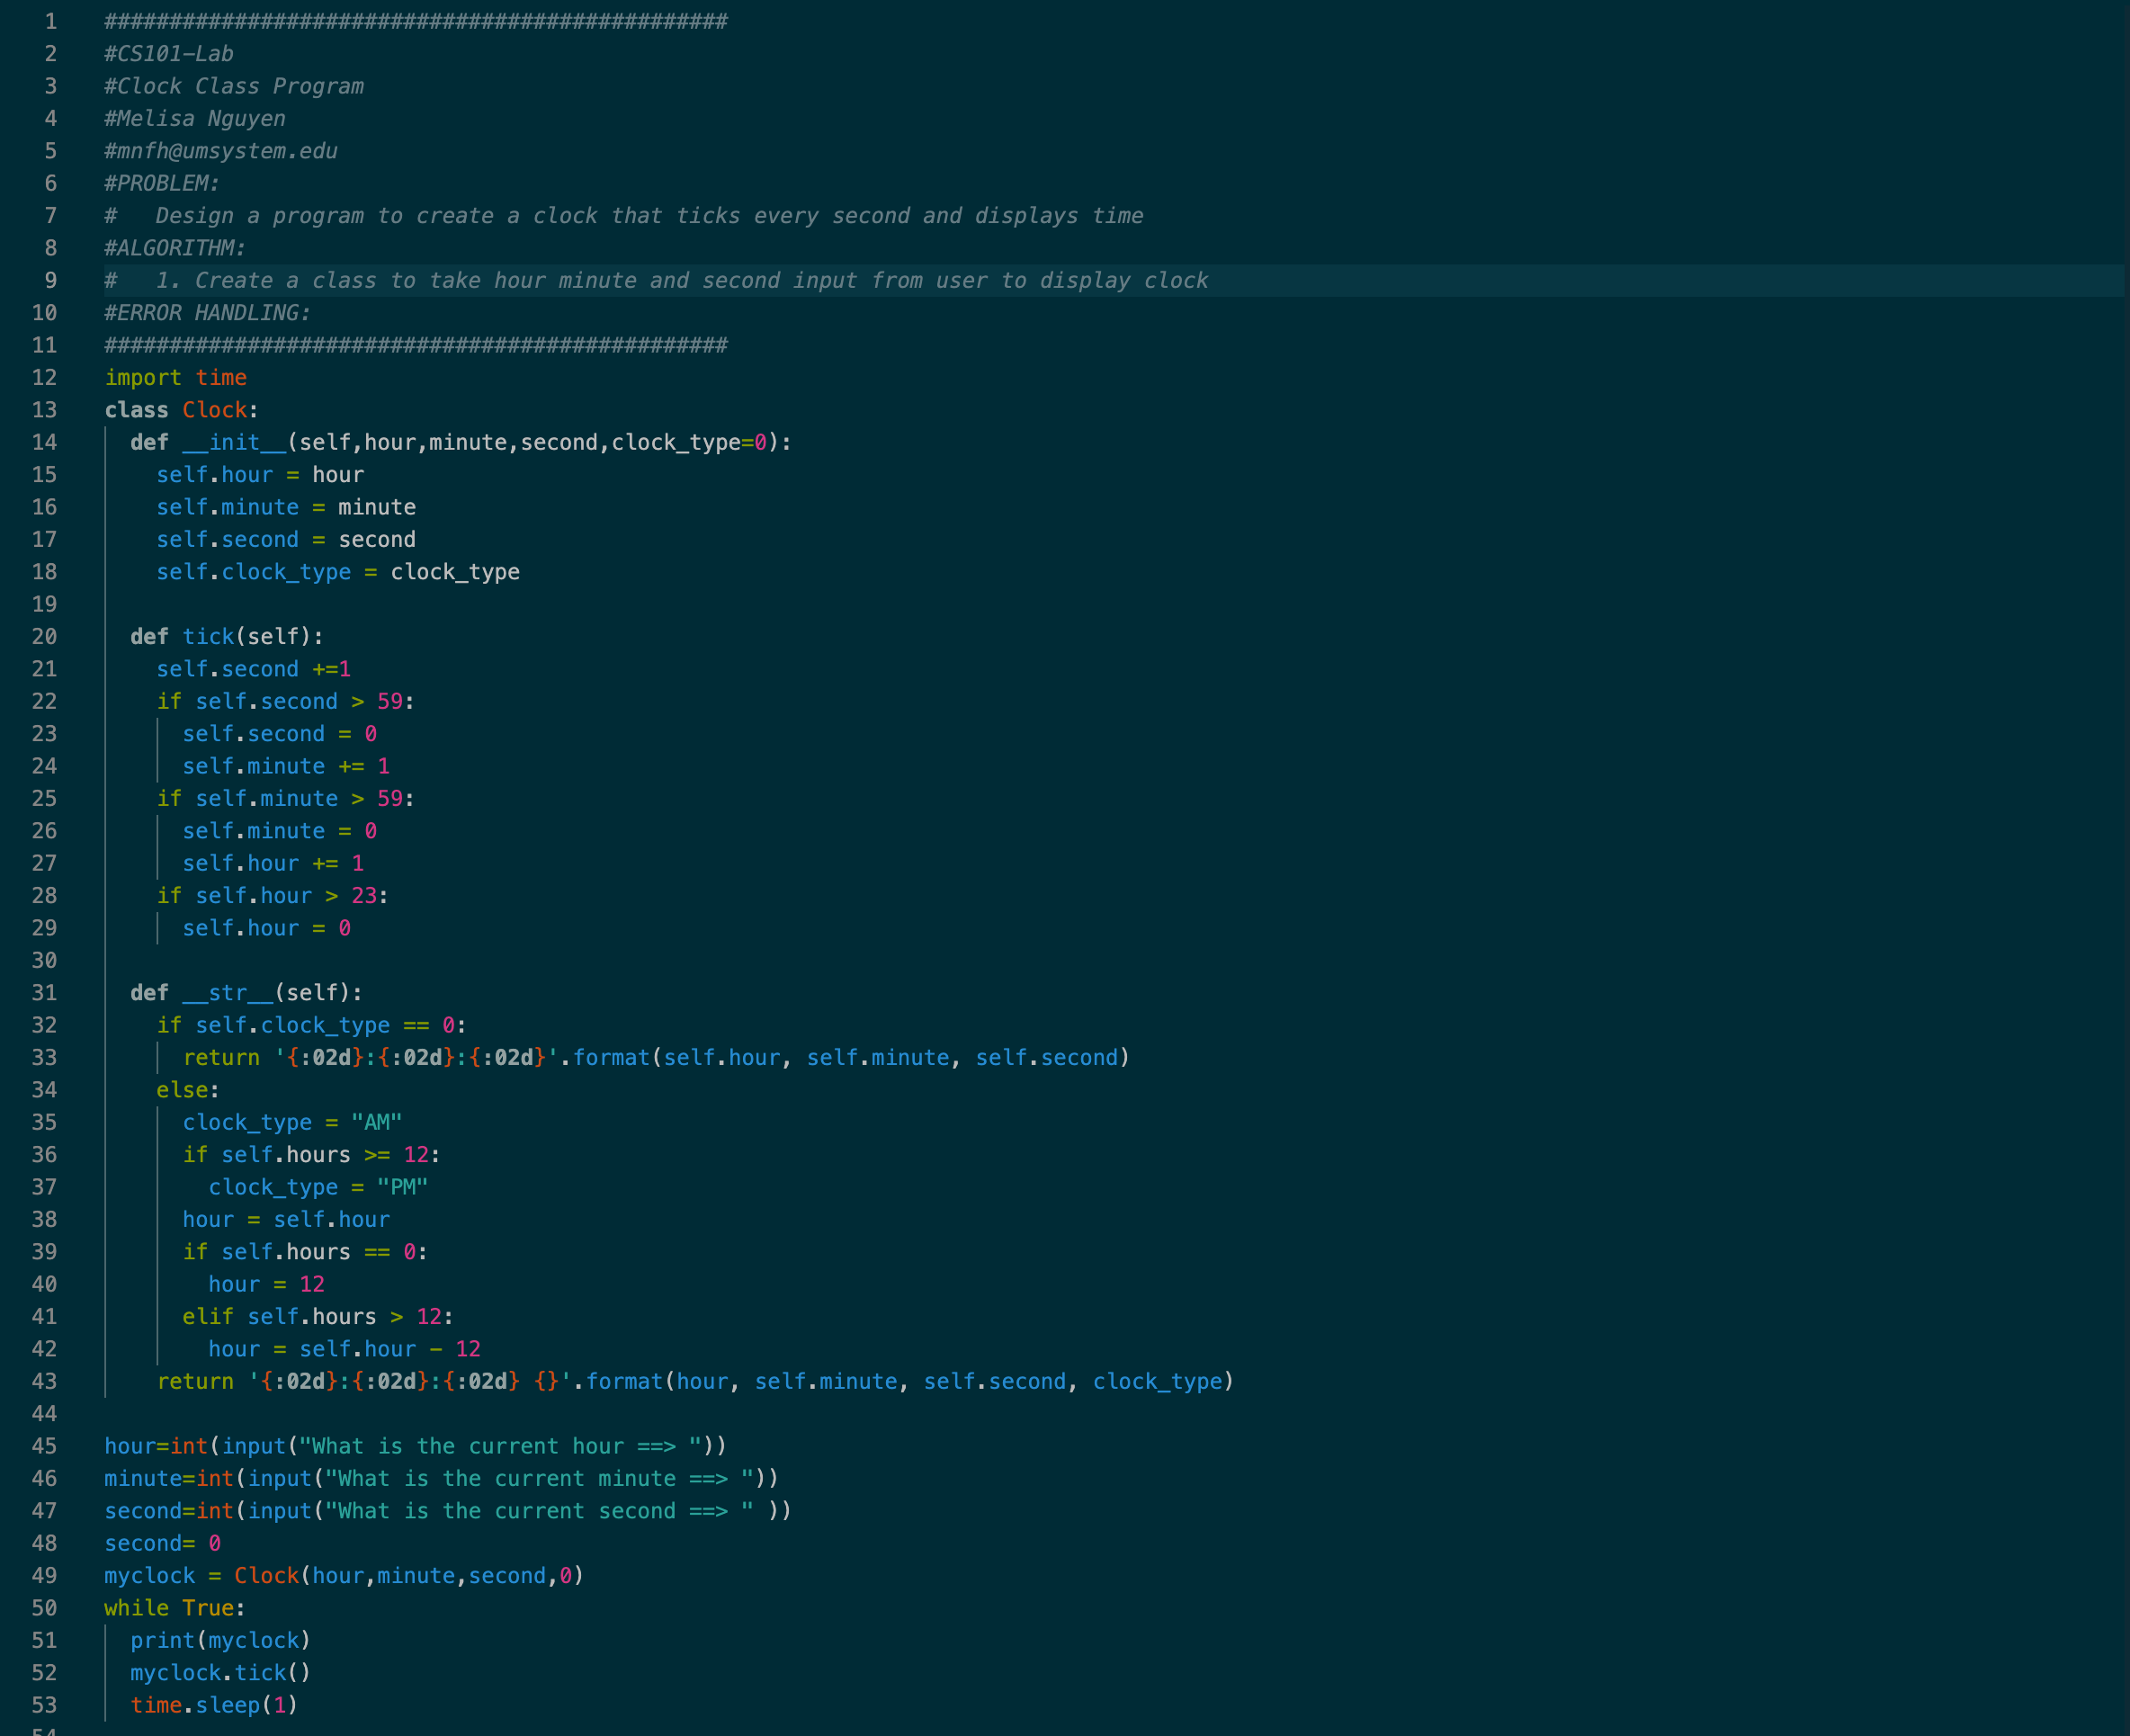 1 ################################################
2 #CS101-Lab
3 #Clock Class Program
4 #Melisa Nguyen
5 #mnfh@umsystem.edu
6 #PROBLEM:
7 #   Design a program to create a clock that ticks every second and displays time
8 #ALGORITHM:
9 #   1. Create a class to take hour minute and second input from user to display clock
10 #ERROR HANDLING:
11 ################################################
12 import time
13 class Clock:
14   def __init__(self,hour,minute,second,clock_type=0):
15     self.hour = hour
16     self.minute = minute
17     self.second = second
18     self.clock_type = clock_type
19
20   def tick(self):
21     self.second +=1
22     if self.second > 59:
23       self.second = 0
24       self.minute += 1
25     if self.minute > 59:
26       self.minute = 0
27       self.hour += 1
28     if self.hour > 23:
29       self.hour = 0
30
31   def __str__(self):
32     if self.clock_type == 0:
33       return '{:02d}:{:02d}:{:02d}'.format(self.hour, self.minute, self.second)
34     else:
35       clock_type = "AM"
36       if self.hours >= 12:
37         clock_type = "PM"
38       hour = self.hour
39       if self.hours == 0:
40         hour = 12
41       elif self.hours > 12:
42         hour = self.hour - 12
43     return '{:02d}:{:02d}:{:02d} {}'.format(hour, self.minute, self.second, clock_type)
44
45 hour=int(input("What is the current hour ==> "))
46 minute=int(input("What is the current minute ==> "))
47 second=int(input("What is the current second ==> " ))
48 second= 0
49 myclock = Clock(hour,minute,second,0)
50 while True:
51   print(myclock)
52   myclock.tick()
53   time.sleep(1)
54